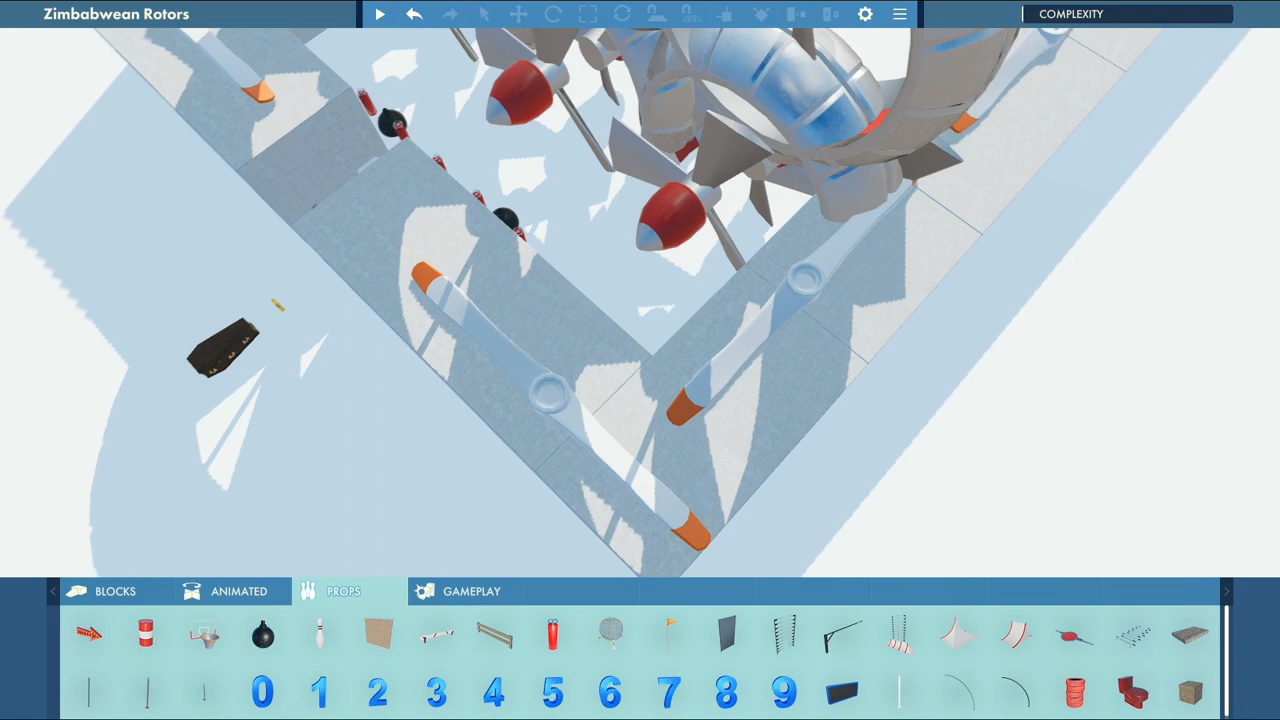 Zimbabwean Rotors
COMPLEXITY
BLOCKS
ANIMATED
PROPS
GAMEPLAY
0 1 2 3 4 5 6 7 8 9